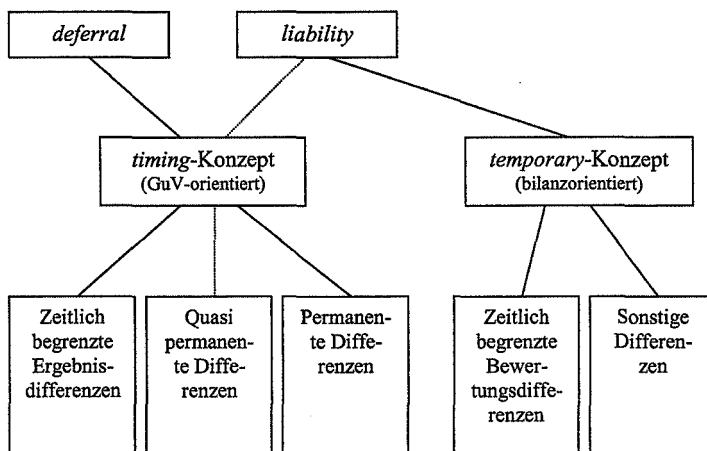 deferral
liability
timing-Konzept
(GuV-orientiert)
temporary-Konzept
(bilanzorientiert)
Zeitlich
begrenzte
Ergebnis-
differenzen
Quasi
permanen-
te Diffe-
renzen
Permanen-
te Diffe-
renzen
Zeitlich
begrenzte
Bewer-
tungsdiffe-
renzen
Sonstige
Differen-
zen